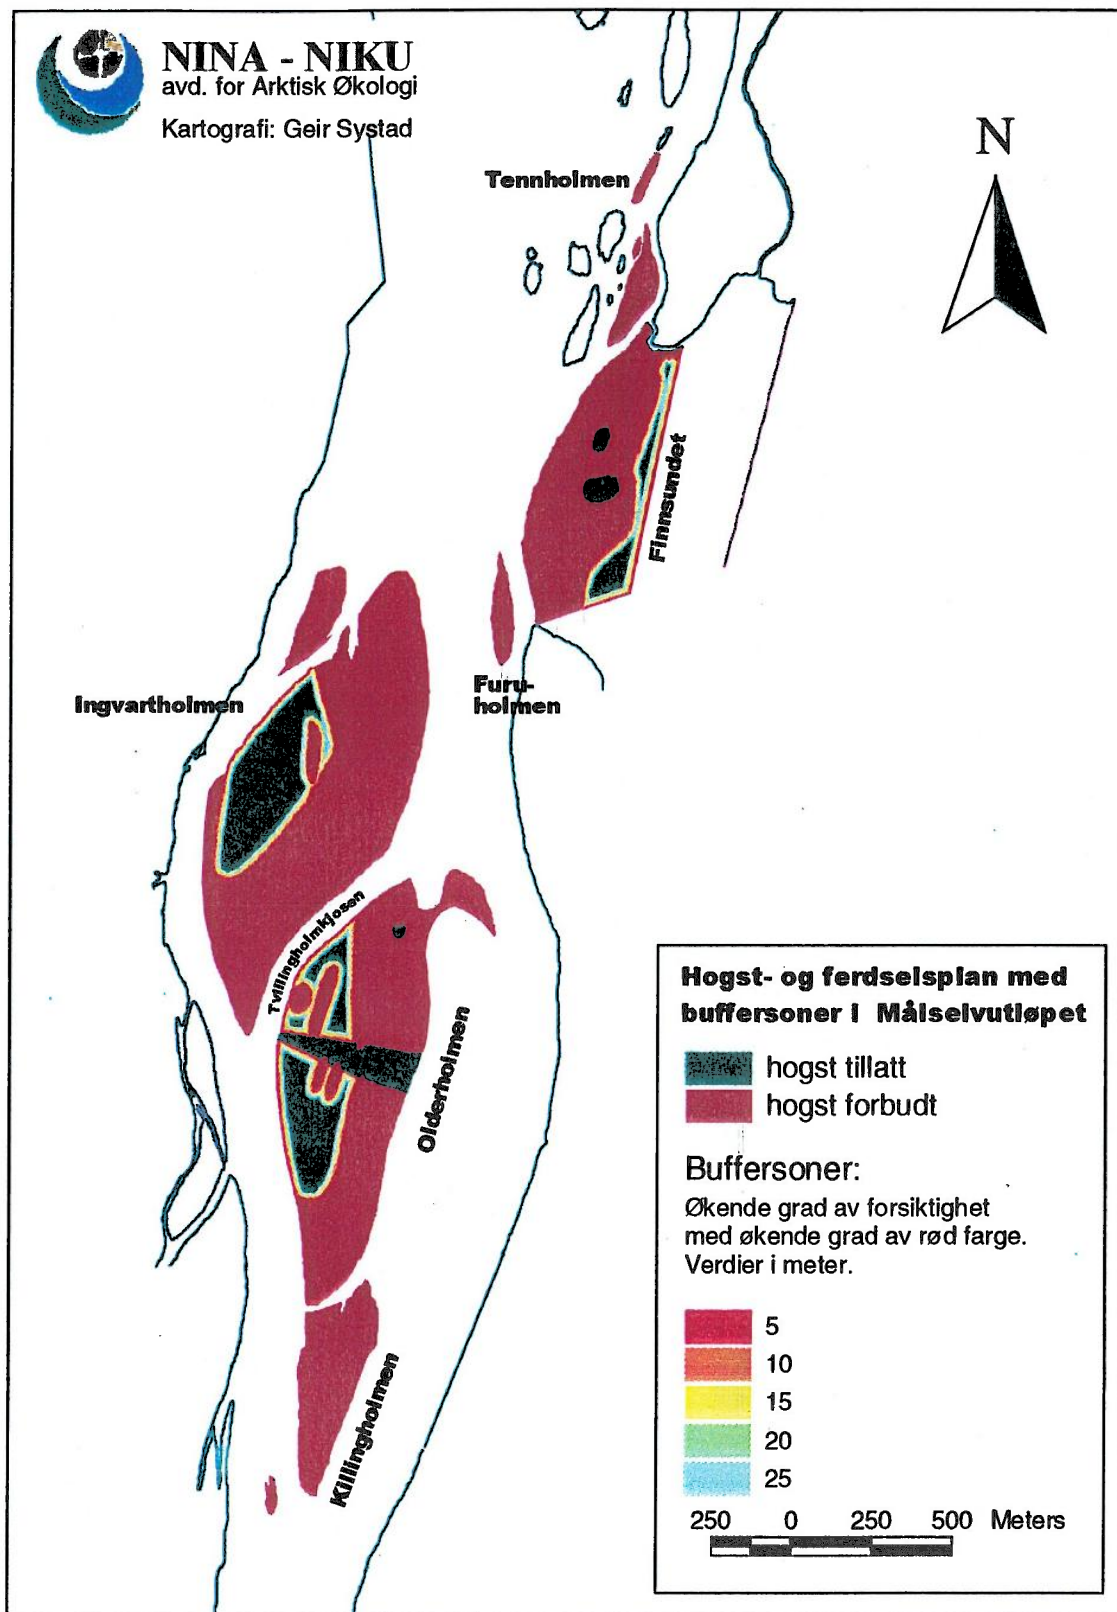 NINA - NIKU
avd. for Arktisk Økologi
Kartografi: Geir Systad
N
Tennholmen
Finnsundet
Furu-
holmen
Ingvartholmen
Tvillingholmkjosen
Olderholmen
Killingholmen
Hogst- og ferdselsplan med
buffersoner i Målselvutløpet
hogst tillatt
hogst forbudt
Buffersoner:
Økende grad av forsiktighet
med økende grad av rød farge.
Verdier i meter.
5
10
15
20
25
250 0 250 500 Meters